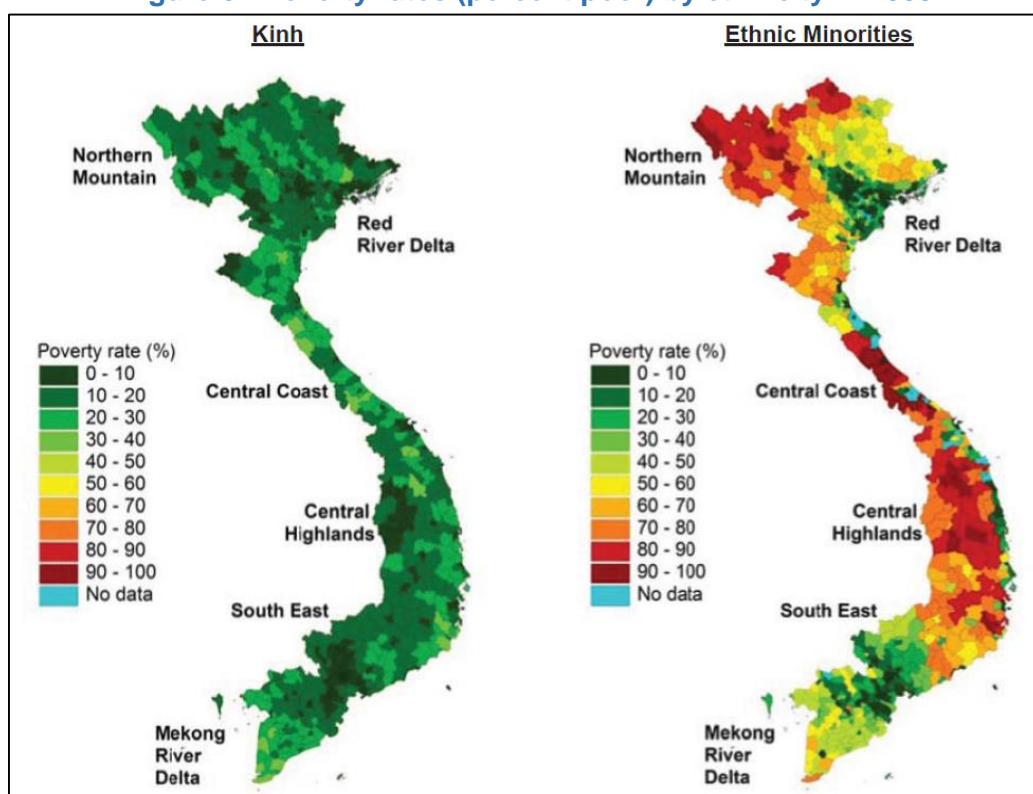 Kinh
Northern
Mountain
Red
River Delta
Poverty rate (%)
0 - 10
10 - 20
20 - 30
30 - 40
40 - 50
50 - 60
60 - 70
70 - 80
80 - 90
90 - 100
No data
Central Coast
Central
Highlands
South East
Mekong
River
Delta
Ethnic Minorities
Northern
Mountain
Red
River Delta
Poverty rate (%)
0 - 10
10 - 20
20 - 30
30 - 40
40 - 50
50 - 60
60 - 70
70 - 80
80 - 90
90 - 100
No data
Central Coast
Central
Highlands
South East
Mekong
River
Delta